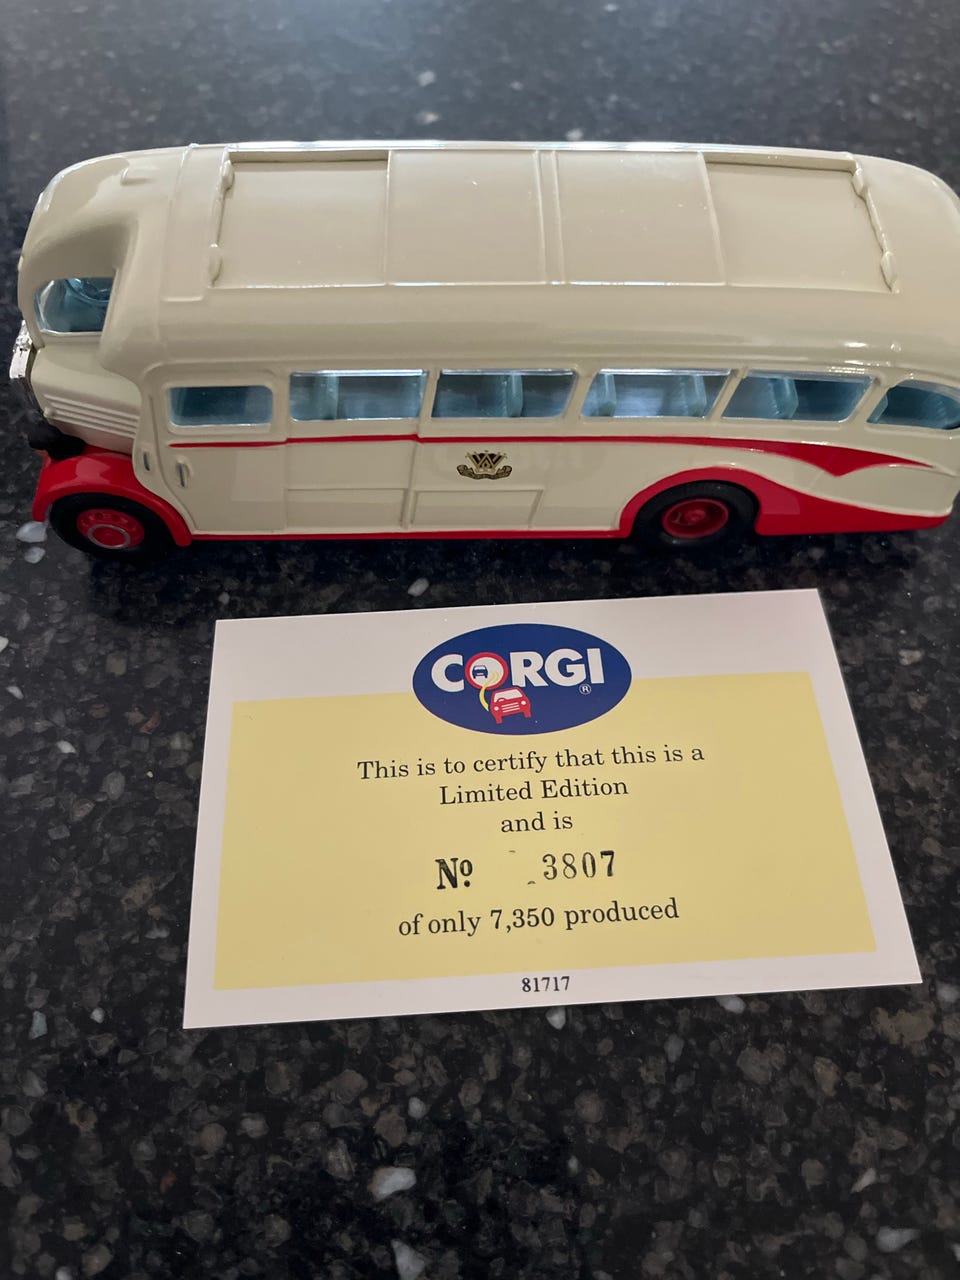 W
CORGI ®
This is to certify that this is a
Limited Edition
and is
Nº 3807
of only 7,350 produced
81717